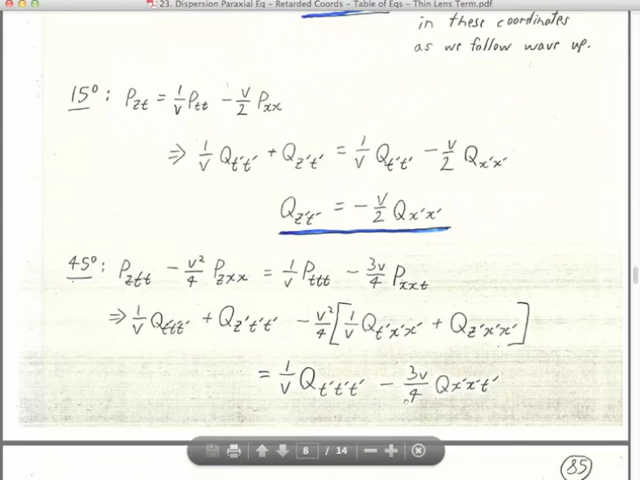 23. Dispersion Paraxial Eq – Retarded Coords – Table of Eqs – Thin Lens Term.pdf
in these coordinates
as we follow wave up.
15°: P_zt = 1/v P_tt − v/2 P_xx
⇒ 1/v Q_t't' + Q_z't' = 1/v Q_t't' − v/2 Q_x'x'
Q_z't' = − v/2 Q_x'x'
45°: P_ztt − v²/4 P_zxx = 1/v P_ttt − 3v/4 P_xxt
⇒ 1/v Q_t't't' + Q_z't't' − v²/4 [ 1/v Q_t'x'x' + Q_z'x'x' ]
= 1/v Q_t't't' − 3v/4 Q_x'x't'
8 / 14
85